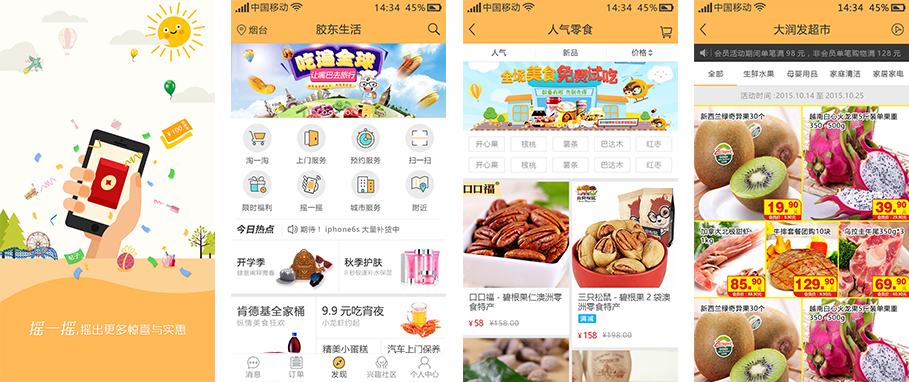 ¥100
粽子
摇一摇,摇出更多惊喜与实惠
中国移动 14:34 45%
烟台 胶东生活
吃遍全球
让嘴巴去旅行
淘一淘 上门服务 预约服务 扫一扫
限时福利 摇一摇 城市服务 附近
今日热点 期待！iphone6s 大量补货中
开学季 秋季护肤
肆意阐释青春 8秒极速补水保湿
肯德基全家桶 9.9元吃宵夜
纵情美食狂欢 小龙虾约起
精美小蛋糕 汽车上门保养
消息 订单 发现 兴趣社区 个人中心
中国移动 14:34 45%
人气零食
人气 新品 价格
全场美食免费试吃
开心果 核桃 薯条 巴达木 红枣
开心果 核桃 薯条 巴达木 红枣
口口福
口口福 - 碧根果仁澳洲零食特产
¥58 ¥158.00
三只松鼠 - 碧根果2袋澳洲零食特产
满减
¥158 ¥198.00
中国移动 14:34 45%
大润发超市
会员活动期间单笔满 98 元，非会员单笔购物满 128 元
全部 生鲜水果 母婴用品 家庭清洁 家居家电
活动时间:2015.10.14 至 2015.10.25
新西兰绿奇异果30个
19.90
越南白心火龙果5斤装单果重350-500g
39.90
加拿大北极甜虾1kg
85.90
牛排套餐团购10块
129.90
乌拉圭牛尾350g*3
69.90
新西兰绿奇异果30个
越南白心火龙果5斤装单果重350-500g